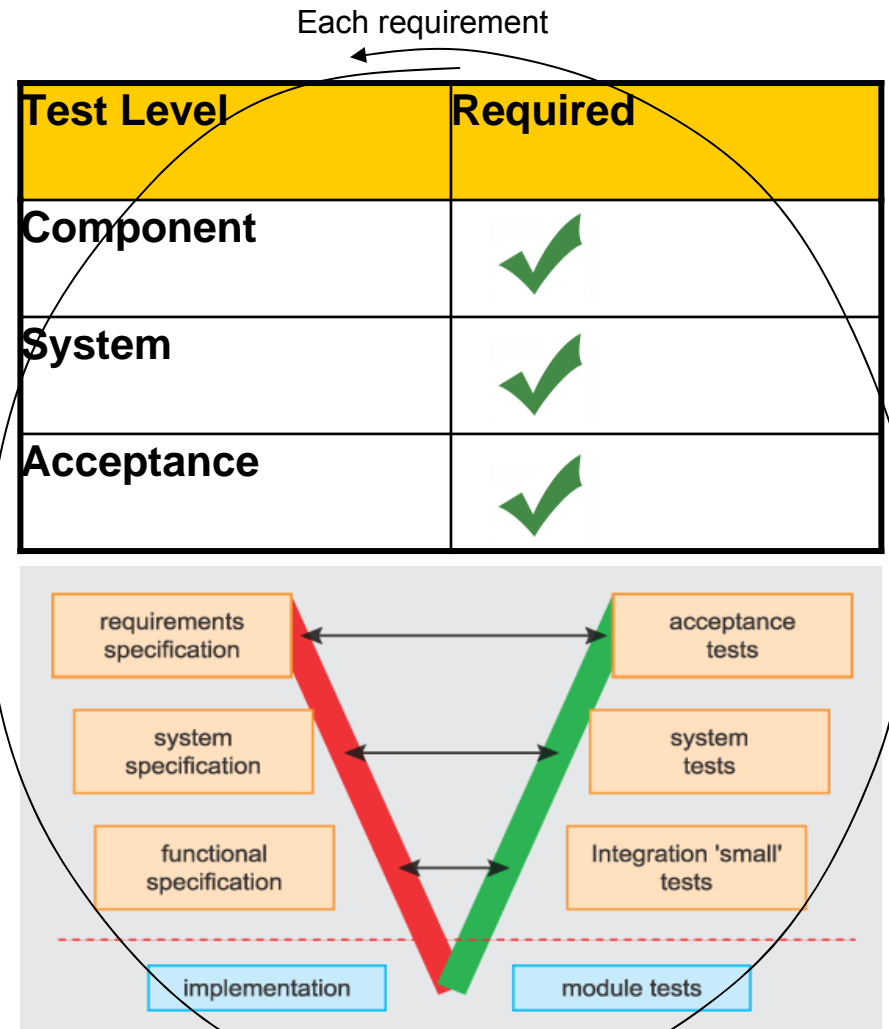 Each requirement
Test Level Required
Component
System
Acceptance
requirements
specification
acceptance
tests
system
specification
system
tests
functional
specification
Integration 'small'
tests
implementation
module tests